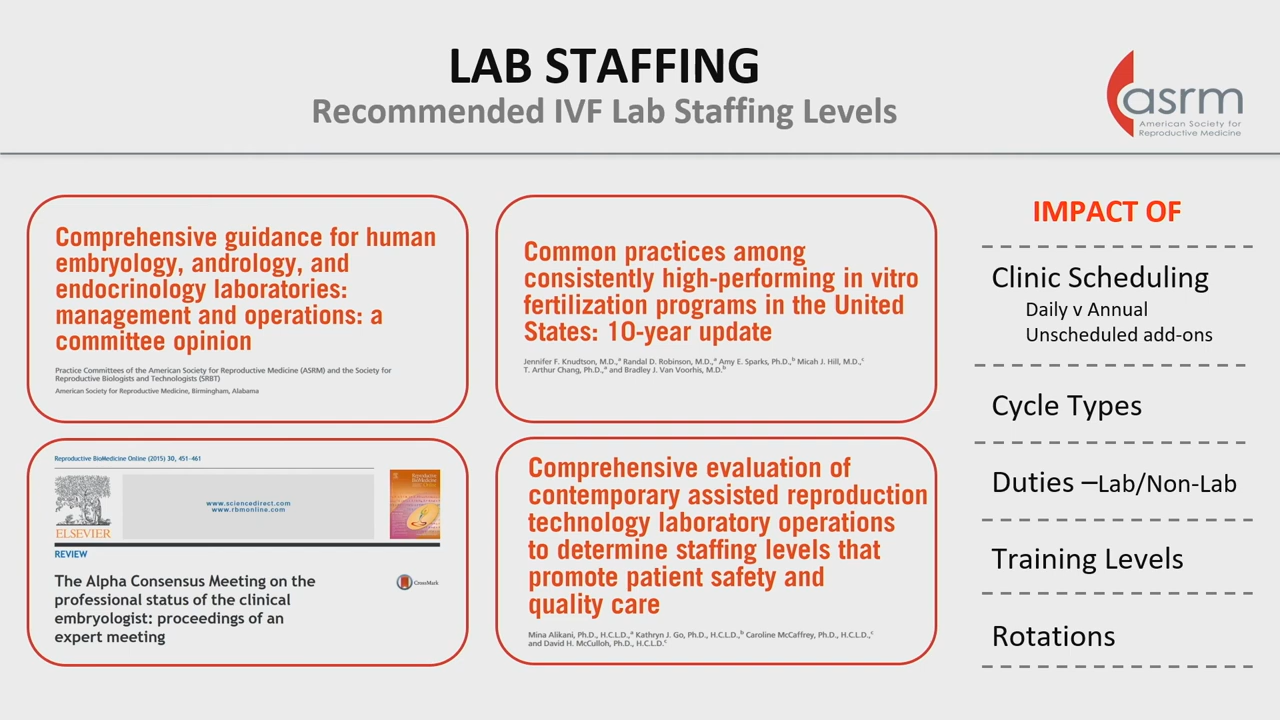 LAB STAFFING
Recommended IVF Lab Staffing Levels
asrm
American Society for
Reproductive Medicine
Comprehensive guidance for human
embryology, andrology, and
endocrinology laboratories:
management and operations: a
committee opinion
Practice Committees of the American Society for Reproductive Medicine (ASRM) and the Society for
Reproductive Biologists and Technologists (SRBT)
American Society for Reproductive Medicine, Birmingham, Alabama
Common practices among
consistently high-performing in vitro
fertilization programs in the United
States: 10-year update
Jennifer F. Knudtson, M.D.,a Randal D. Robinson, M.D.,a Amy E. Sparks, Ph.D.,b Micah J. Hill, M.D.,c
T. Arthur Chang, Ph.D.,a and Bradley J. Van Voorhis, M.D.b
Reproductive BioMedicine Online (2015) 30, 451-461
www.sciencedirect.com
www.rbmonline.com
ELSEVIER
REVIEW
The Alpha Consensus Meeting on the
professional status of the clinical
embryologist: proceedings of an
expert meeting
CrossMark
Comprehensive evaluation of
contemporary assisted reproduction
technology laboratory operations
to determine staffing levels that
promote patient safety and
quality care
Mina Alikani, Ph.D., H.C.L.D.,a Kathryn J. Go, Ph.D., H.C.L.D.,b Caroline McCaffrey, Ph.D., H.C.L.D.,c
and David H. McCulloh, Ph.D., H.C.L.D.c
IMPACT OF
Clinic Scheduling
Daily v Annual
Unscheduled add-ons
Cycle Types
Duties –Lab/Non-Lab
Training Levels
Rotations